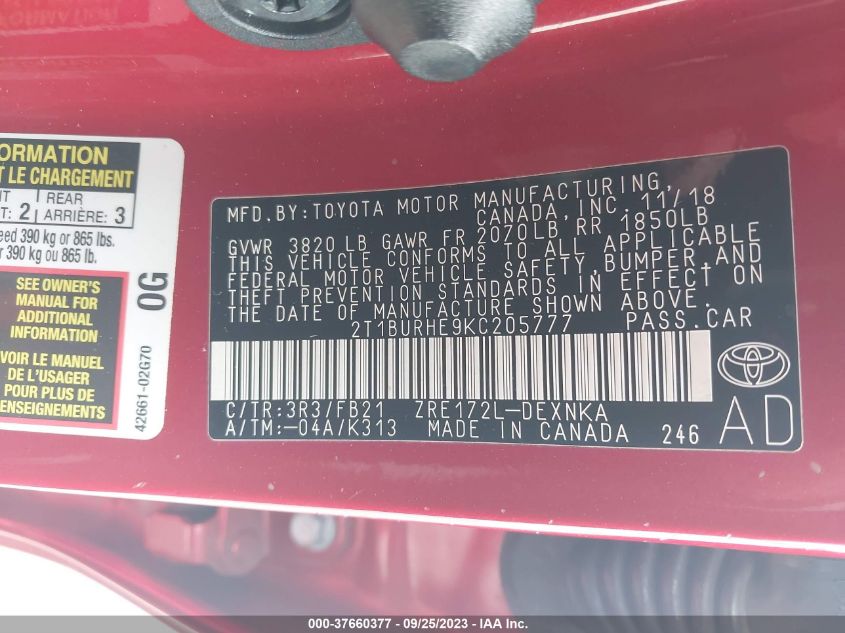 ORMATION
T LE CHARGEMENT
NT
REAR
T: 2
ARRIÈRE: 3
eed 390 kg or 865 lbs.
r 390 kg ou 865 lb.
SEE OWNER'S
MANUAL FOR
ADDITIONAL
INFORMATION
VOIR LE MANUEL
DE L'USAGER
POUR PLUS DE
ENSEIGNEMENTS
0G
42661-02G70
MFD. BY: TOYOTA MOTOR MANUFACTURING,
CANADA, INC. 11/18
GVWR 3820 LB GAWR FR 2070LB, RR 1850LB
THIS VEHICLE CONFORMS TO ALL APPLICABLE
FEDERAL MOTOR VEHICLE SAFETY, BUMPER, AND
THEFT PREVENTION STANDARDS IN EFFECT ON
THE DATE OF MANUFACTURE SHOWN ABOVE.
2T1BURHE9KC205777 PASS. CAR
C/TR: 3R3/FB21 ZRE172L-DEXNKA
A/TM: -04A/K313 MADE IN CANADA 246
AD
000-37660377 - 09/25/2023 - IAA Inc.